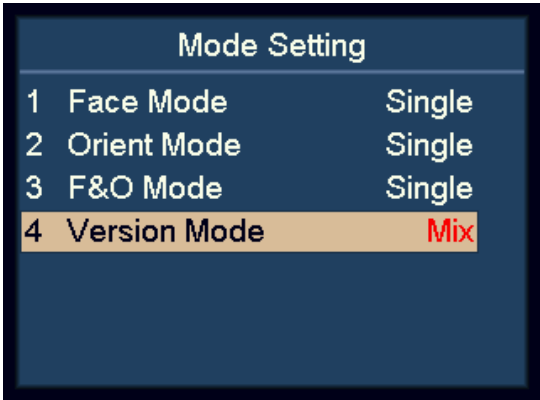 Mode Setting
1 Face Mode Single
2 Orient Mode Single
3 F&O Mode Single
4 Version Mode Mix